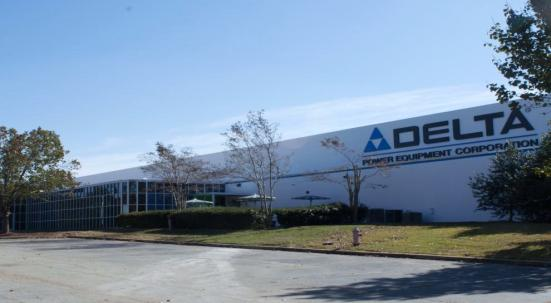 DELTA
POWER EQUIPMENT CORPORATION